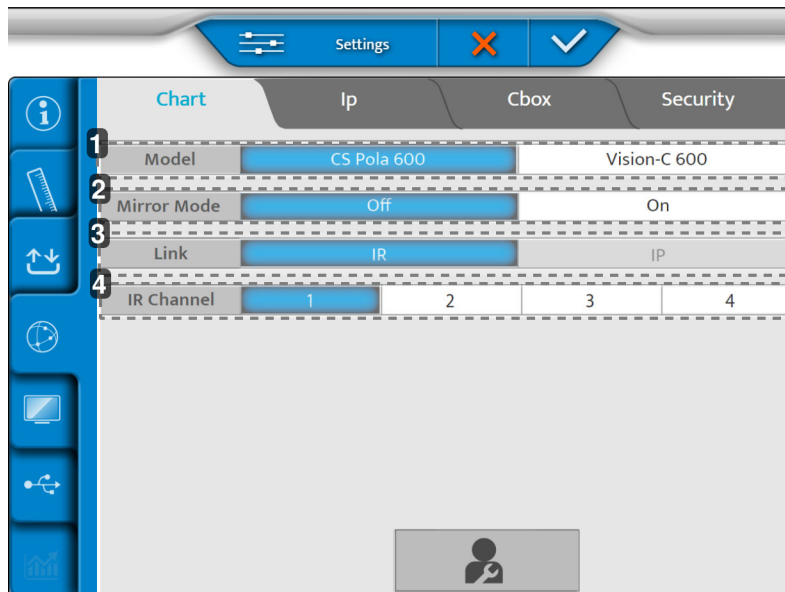 Settings
Chart Ip Cbox Security
1 Model CS Pola 600 Vision-C 600
2 Mirror Mode Off On
3 Link IR IP
4 IR Channel 1 2 3 4